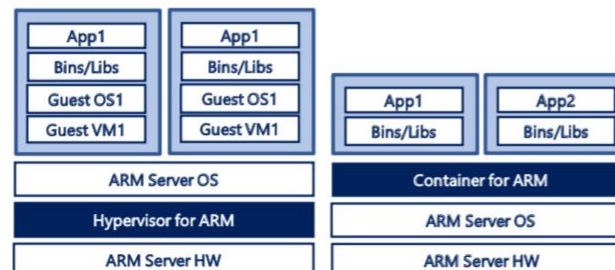 App1
Bins/Libs
Guest OS1
Guest VM1
App1
Bins/Libs
Guest OS1
Guest VM1
ARM Server OS
Hypervisor for ARM
ARM Server HW
App1
Bins/Libs
App2
Bins/Libs
Container for ARM
ARM Server OS
ARM Server HW